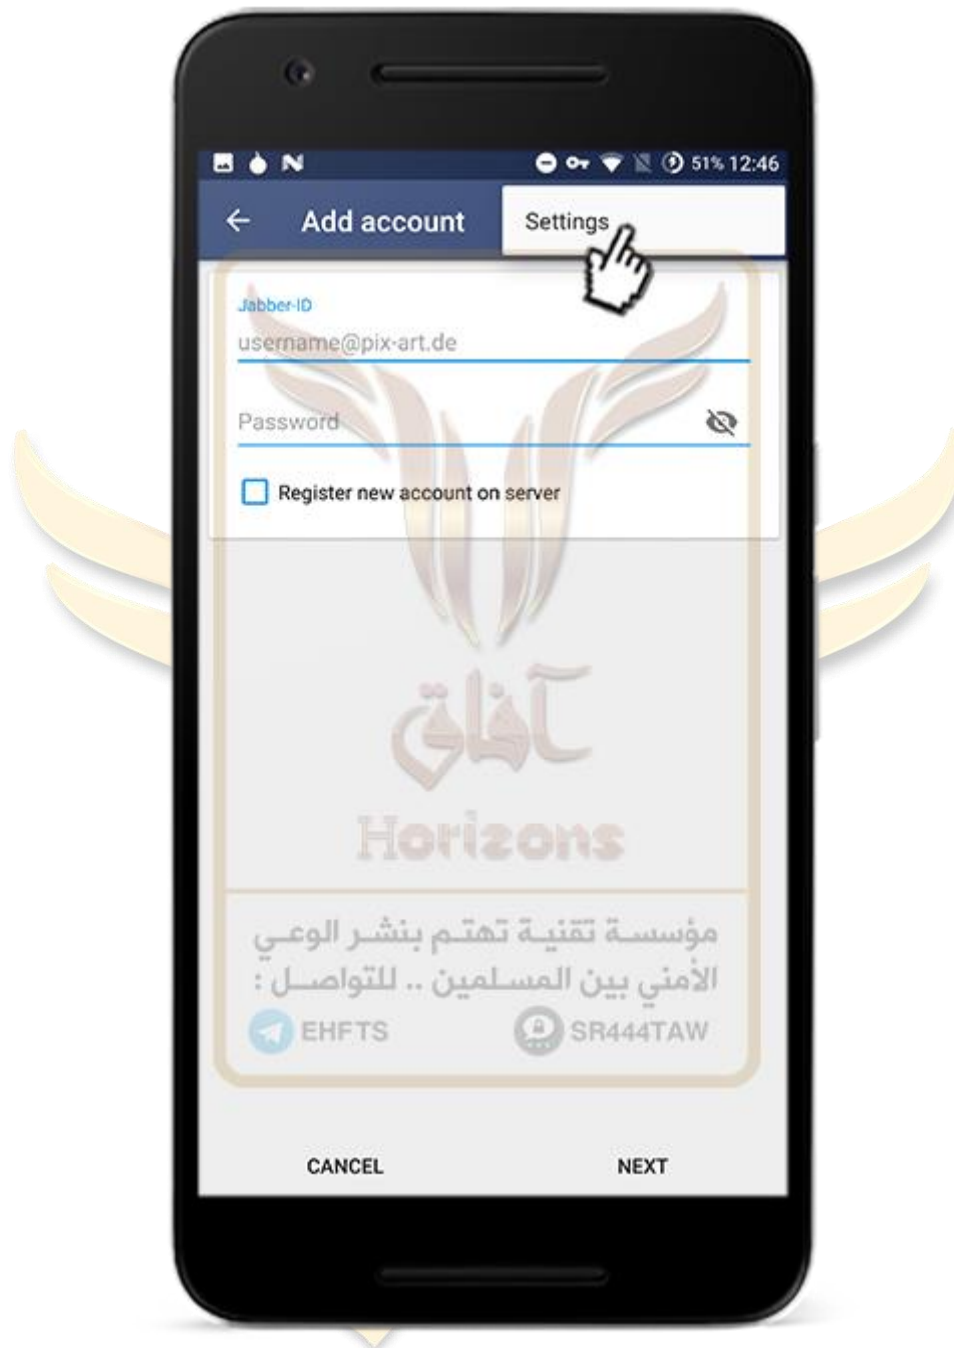 51% 12:46
Add account
Settings
Jabber-ID
username@pix-art.de
Password
Register new account on server
آفاق
Horizons
مؤسسة تقنية تهتم بنشر الوعي
الأمني بين المسلمين .. للتواصل :
EHFTS
SR444TAW
CANCEL
NEXT